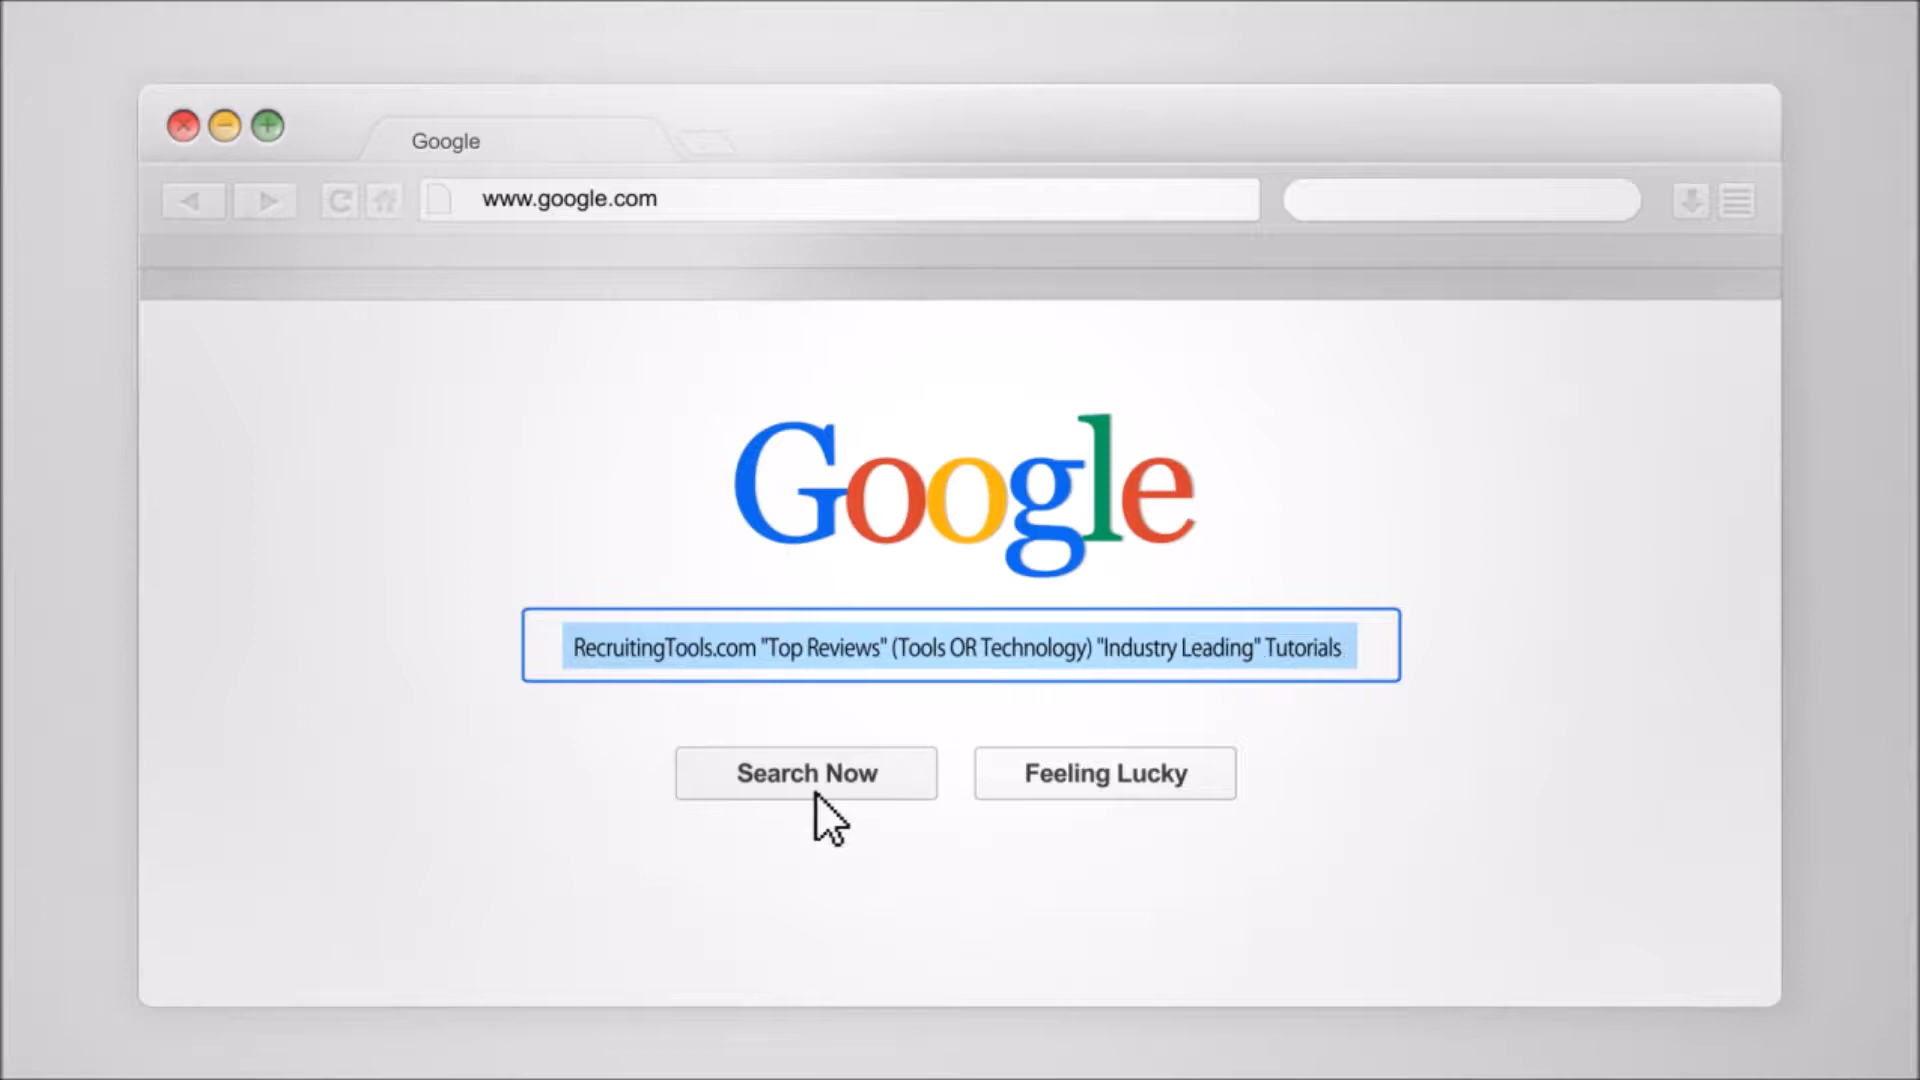 Google
www.google.com
Google
RecruitingTools.com "Top Reviews" (Tools OR Technology) "Industry Leading" Tutorials
Search Now
Feeling Lucky